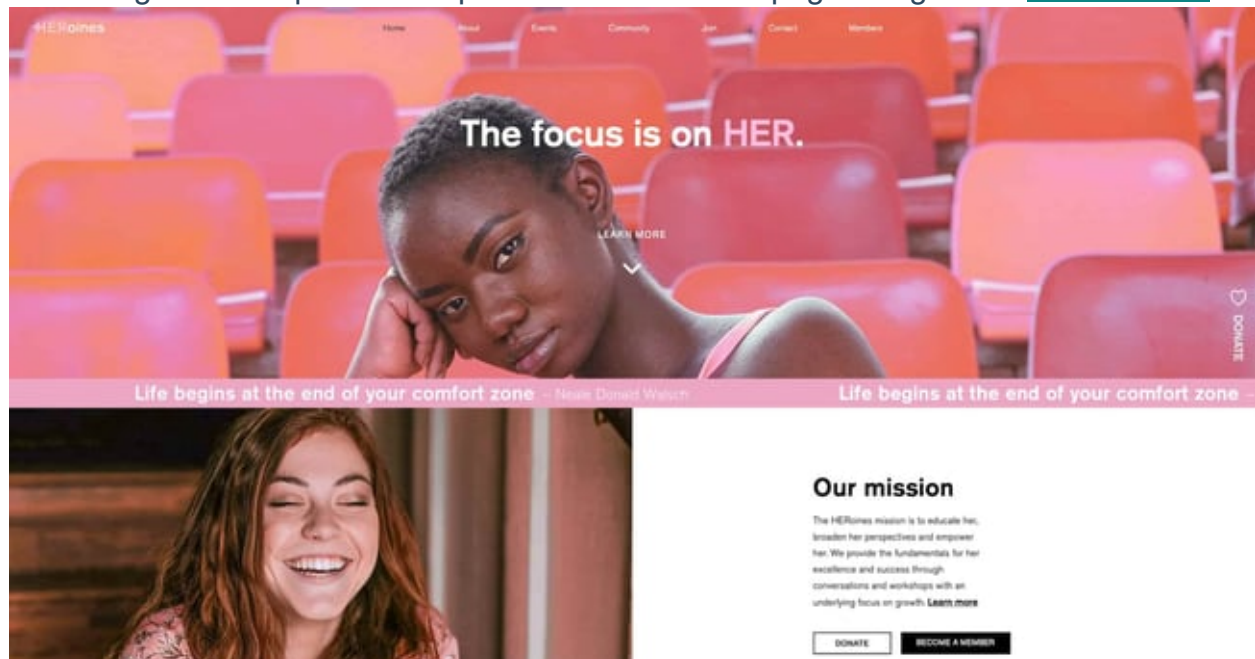 HERoines
Home About Events Community Join Contact Members
The focus is on HER.
LEARN MORE
DONATE
Life begins at the end of your comfort zone – Neale Donald Walsch Life begins at the end of your comfort zone –
Our mission
The HERoines mission is to educate her,
broaden her perspectives and empower
her. We provide the fundamentals for her
excellence and success through
conversations and workshops with an
underlying focus on growth. Learn more
DONATE BECOME A MEMBER